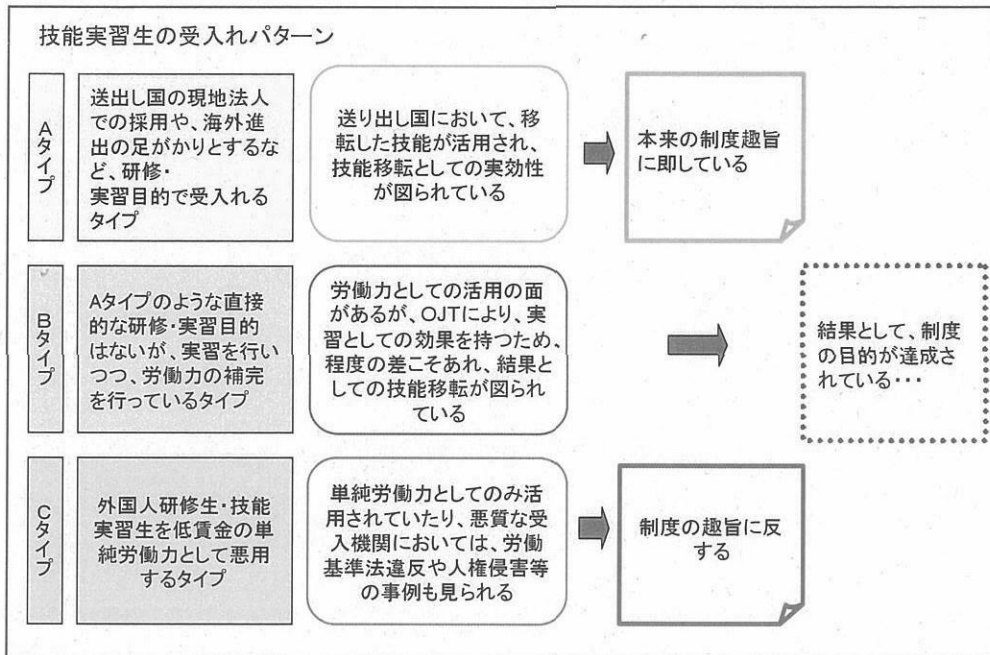 技能実習生の受入れパターン
Aタイプ
送出し国の現地法人
での採用や、海外進
出の足がかりとするな
ど、研修・
実習目的で受入れる
タイプ
送り出し国において、移
転した技能が活用され、
技能移転としての実効性
が図られている
本来の制度趣旨
に即している
Bタイプ
Aタイプのような直接
的な研修・実習目的
はないが、実習を行い
つつ、労働力の補完
を行っているタイプ
労働力としての活用の面
があるが、OJTにより、実
習としての効果を持つため、
程度の差こそあれ、結果と
しての技能移転が図られ
ている
結果として、制度
の目的が達成さ
れている・・・
Cタイプ
外国人研修生・技能
実習生を低賃金の単
純労働力として悪用
するタイプ
単純労働力としてのみ活
用されていたり、悪質な受
入機関においては、労働
基準法違反や人権侵害等
の事例も見られる
制度の趣旨に反
する